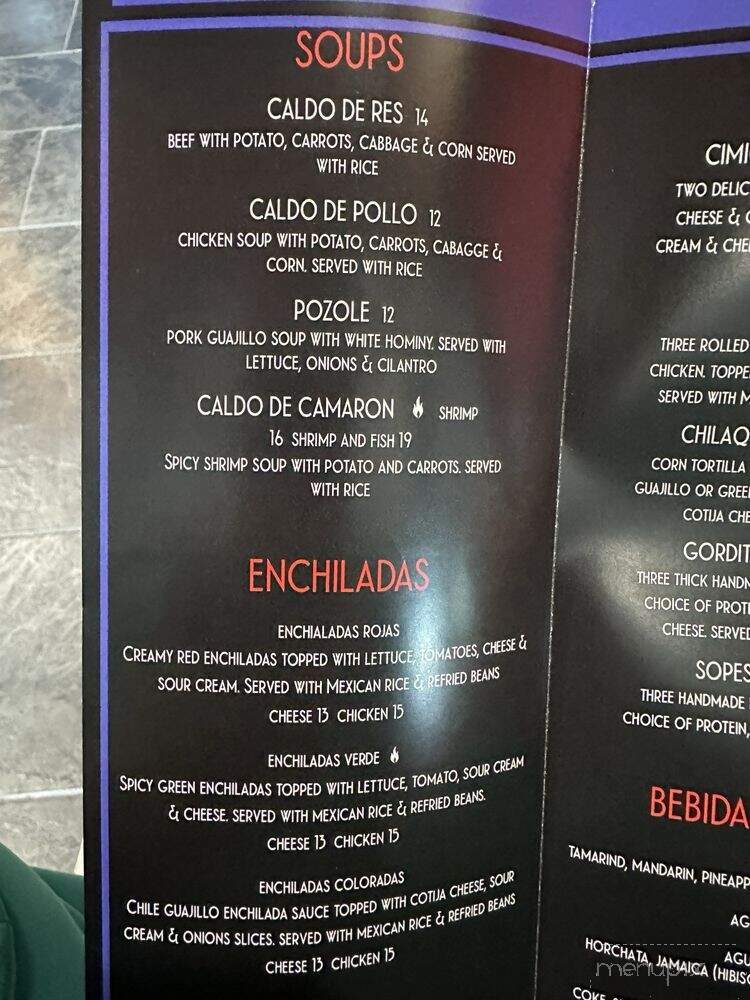 SOUPS
CALDO DE RES 14
BEEF WITH POTATO, CARROTS, CABBAGE & CORN SERVED
WITH RICE
CALDO DE POLLO 12
CHICKEN SOUP WITH POTATO, CARROTS, CABAGGE &
CORN. SERVED WITH RICE
POZOLE 12
PORK GUAJILLO SOUP WITH WHITE HOMINY. SERVED WITH
LETTUCE, ONIONS & CILANTRO
CALDO DE CAMARON SHRIMP
16 SHRIMP AND FISH 19
SPICY SHRIMP SOUP WITH POTATO AND CARROTS. SERVED
WITH RICE
ENCHILADAS
ENCHIALADAS ROJAS
CREAMY RED ENCHILADAS TOPPED WITH LETTUCE, TOMATOES, CHEESE &
SOUR CREAM. SERVED WITH MEXICAN RICE & REFRIED BEANS
CHEESE 13 CHICKEN 15
ENCHILADAS VERDE
SPICY GREEN ENCHILADAS TOPPED WITH LETTUCE, TOMATO, SOUR CREAM
& CHEESE. SERVED WITH MEXICAN RICE & REFRIED BEANS.
CHEESE 13 CHICKEN 15
ENCHILADAS COLORADAS
CHILE GUAJILLO ENCHILADA SAUCE TOPPED WITH COTIJA CHEESE, SOUR
CREAM & ONIONS SLICES. SERVED WITH MEXICAN RICE & REFRIED BEANS
CHEESE 13 CHICKEN 15
CIMI
TWO DELIC
CHEESE & C
CREAM & CHE
THREE ROLLED
CHICKEN. TOPPE
SERVED WITH M
CHILAQ
CORN TORTILLA
GUAJILLO OR GREE
COTIJA CHE
GORDIT
THREE THICK HANDM
CHOICE OF PROTE
CHEESE. SERVED
SOPES
THREE HANDMADE
CHOICE OF PROTEIN,
BEBIDA
TAMARIND, MANDARIN, PINEAPP
AG
AGU
HORCHATA, JAMAICA (HIBISC
COKE,
menupix